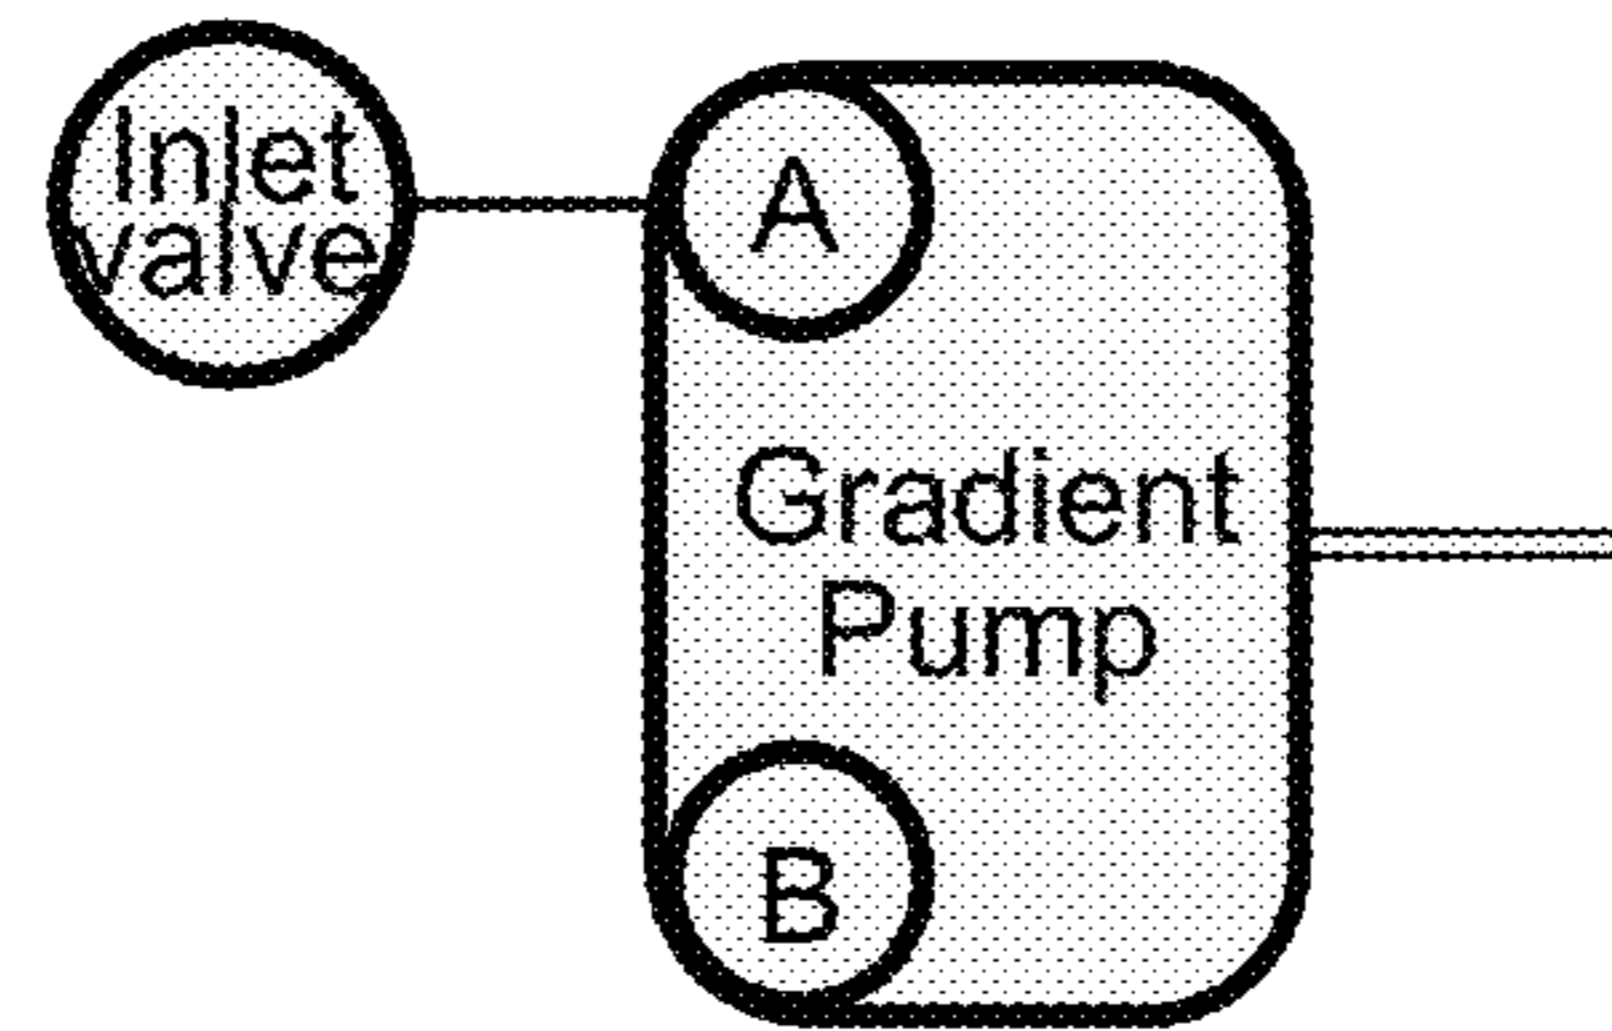 Inlet
valve
A
Gradient
Pump
B